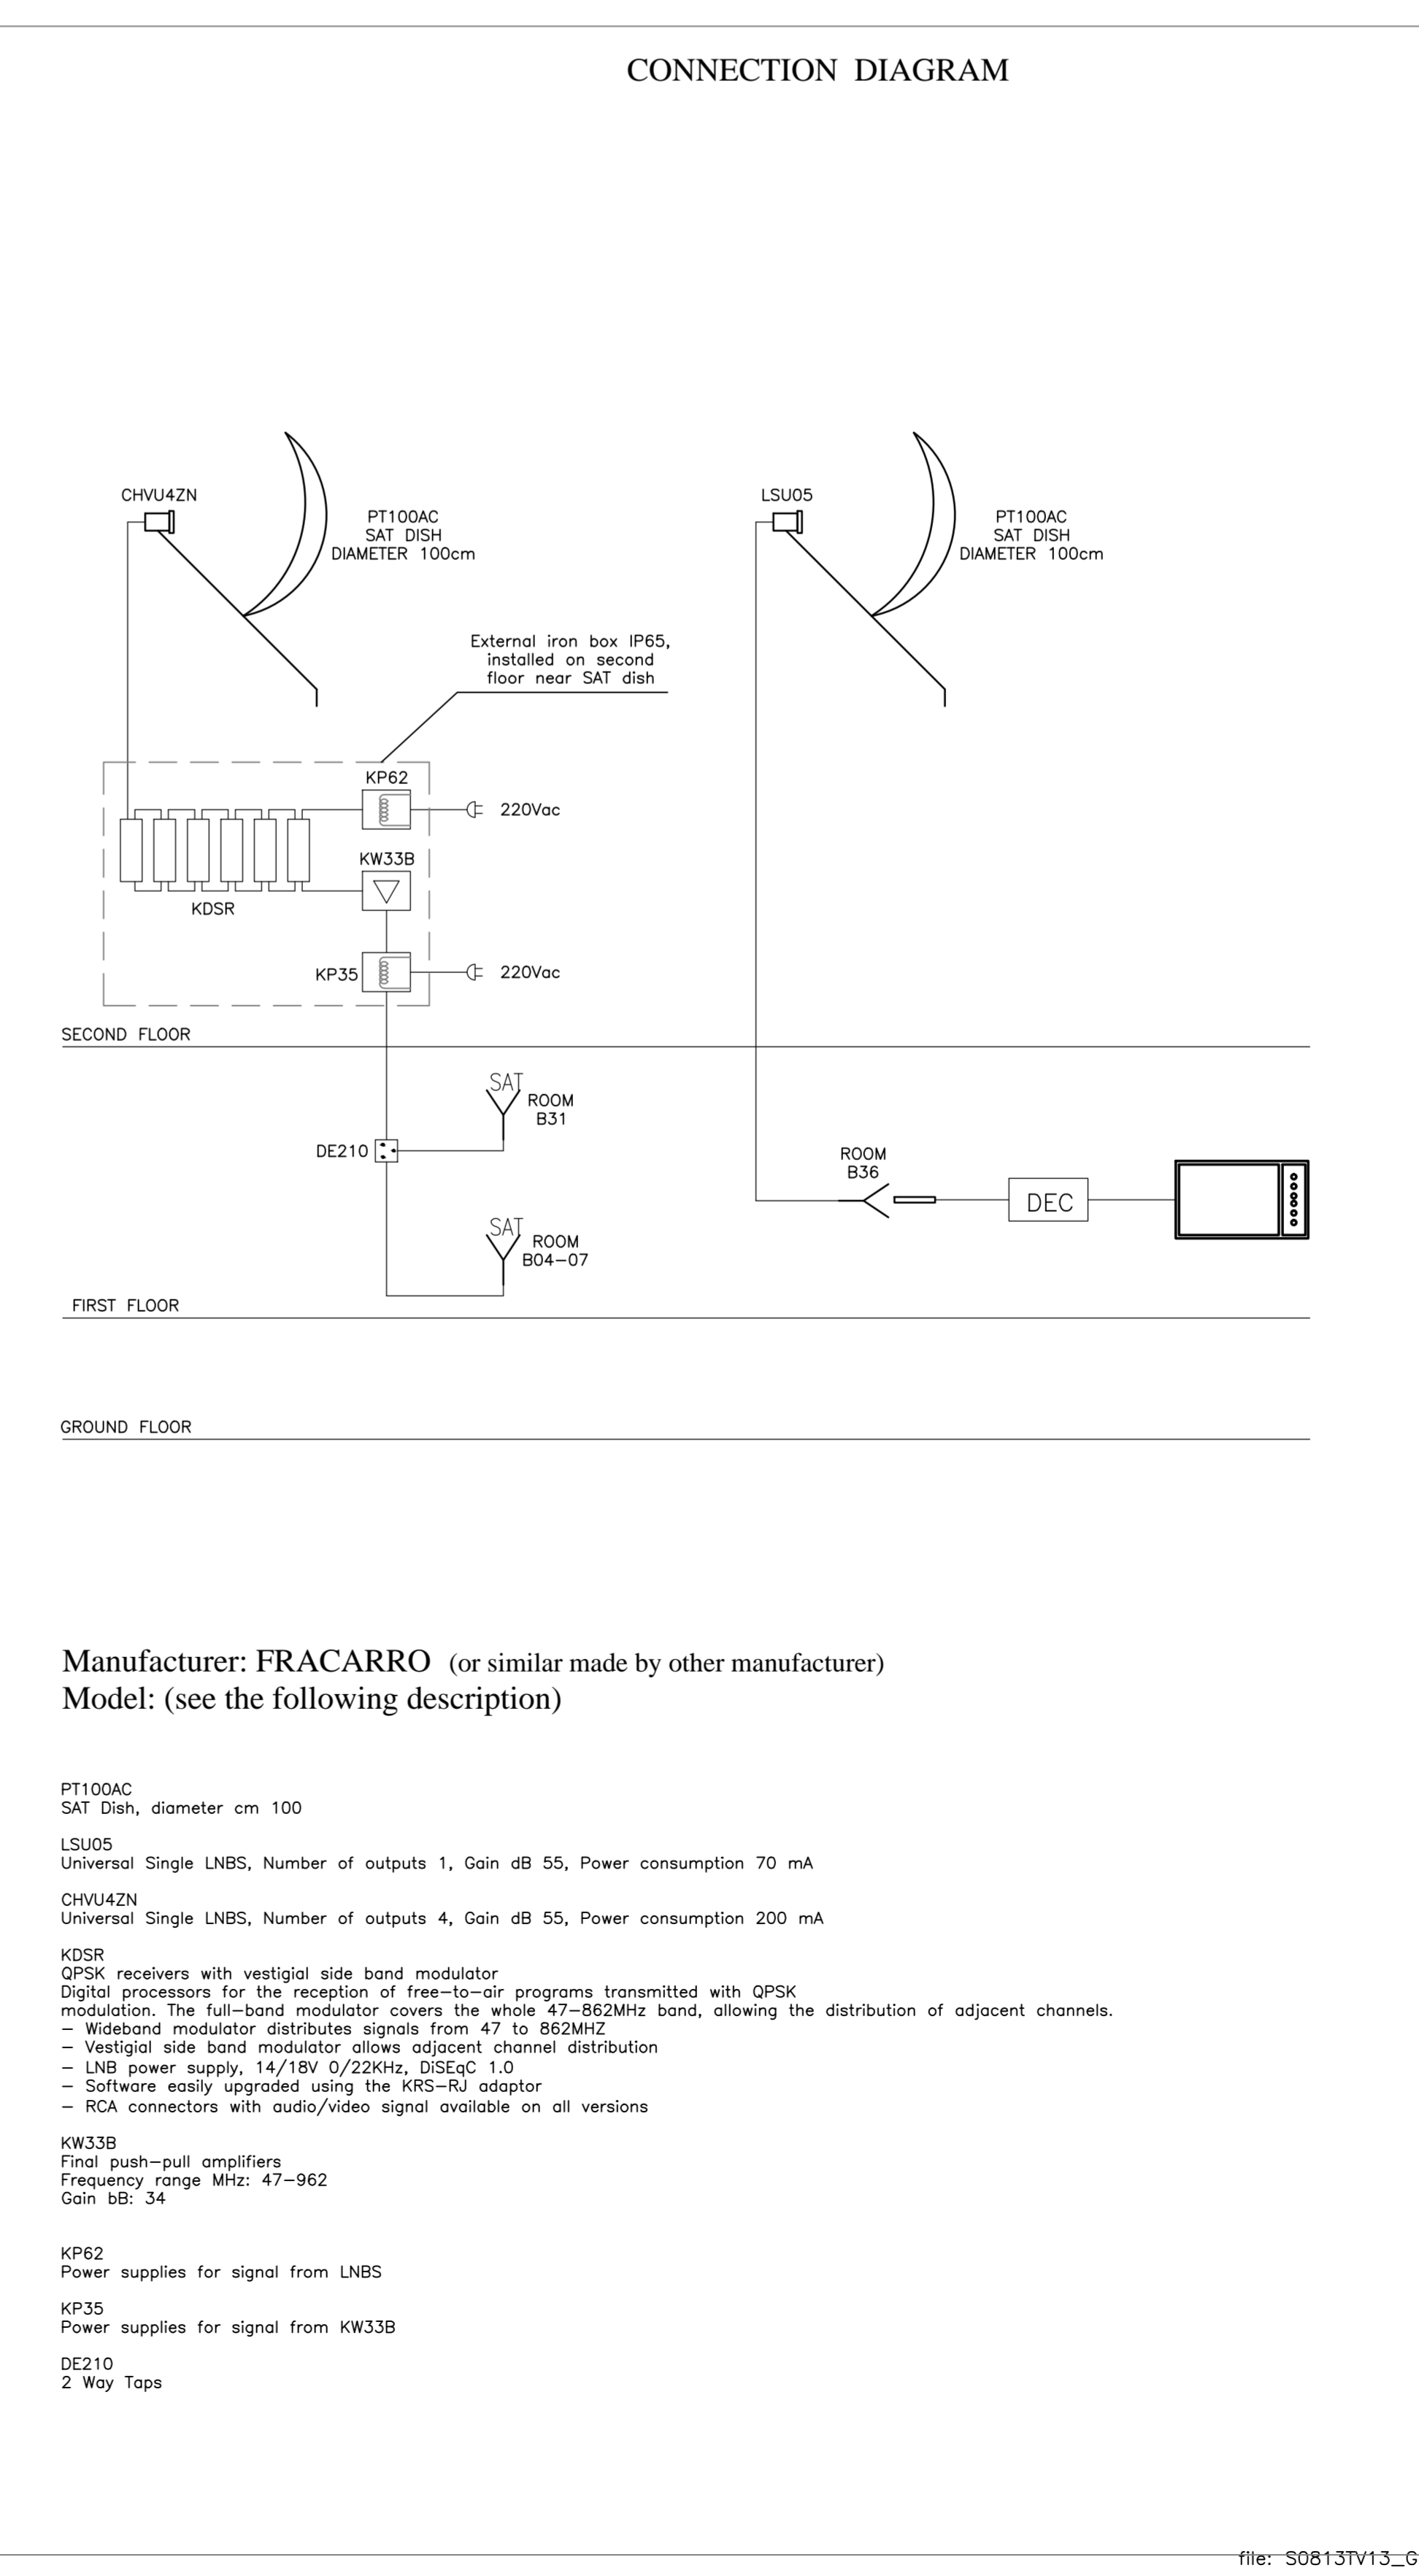 CONNECTION DIAGRAM
CHVU4ZN
PT100AC
SAT DISH
DIAMETER 100cm
LSU05
PT100AC
SAT DISH
DIAMETER 100cm
External iron box IP65,
installed on second
floor near SAT dish
KP62
220Vac
KW33B
KDSR
KP35
220Vac
SECOND FLOOR
SAT
ROOM
B31
DE210
ROOM
B36
DEC
SAT
ROOM
B04-07
FIRST FLOOR
GROUND FLOOR
Manufacturer: FRACARRO (or similar made by other manufacturer)
Model: (see the following description)
PT100AC
SAT Dish, diameter cm 100
LSU05
Universal Single LNBS, Number of outputs 1, Gain dB 55, Power consumption 70 mA
CHVU4ZN
Universal Single LNBS, Number of outputs 4, Gain dB 55, Power consumption 200 mA
KDSR
QPSK receivers with vestigial side band modulator
Digital processors for the reception of free-to-air programs transmitted with QPSK
modulation. The full-band modulator covers the whole 47-862MHz band, allowing the distribution of adjacent channels.
- Wideband modulator distributes signals from 47 to 862MHZ
- Vestigial side band modulator allows adjacent channel distribution
- LNB power supply, 14/18V 0/22KHz, DiSEqC 1.0
- Software easily upgraded using the KRS-RJ adaptor
- RCA connectors with audio/video signal available on all versions
KW33B
Final push-pull amplifiers
Frequency range MHz: 47-962
Gain bB: 34
KP62
Power supplies for signal from LNBS
KP35
Power supplies for signal from KW33B
DE210
2 Way Taps
file: S0813TV13_G